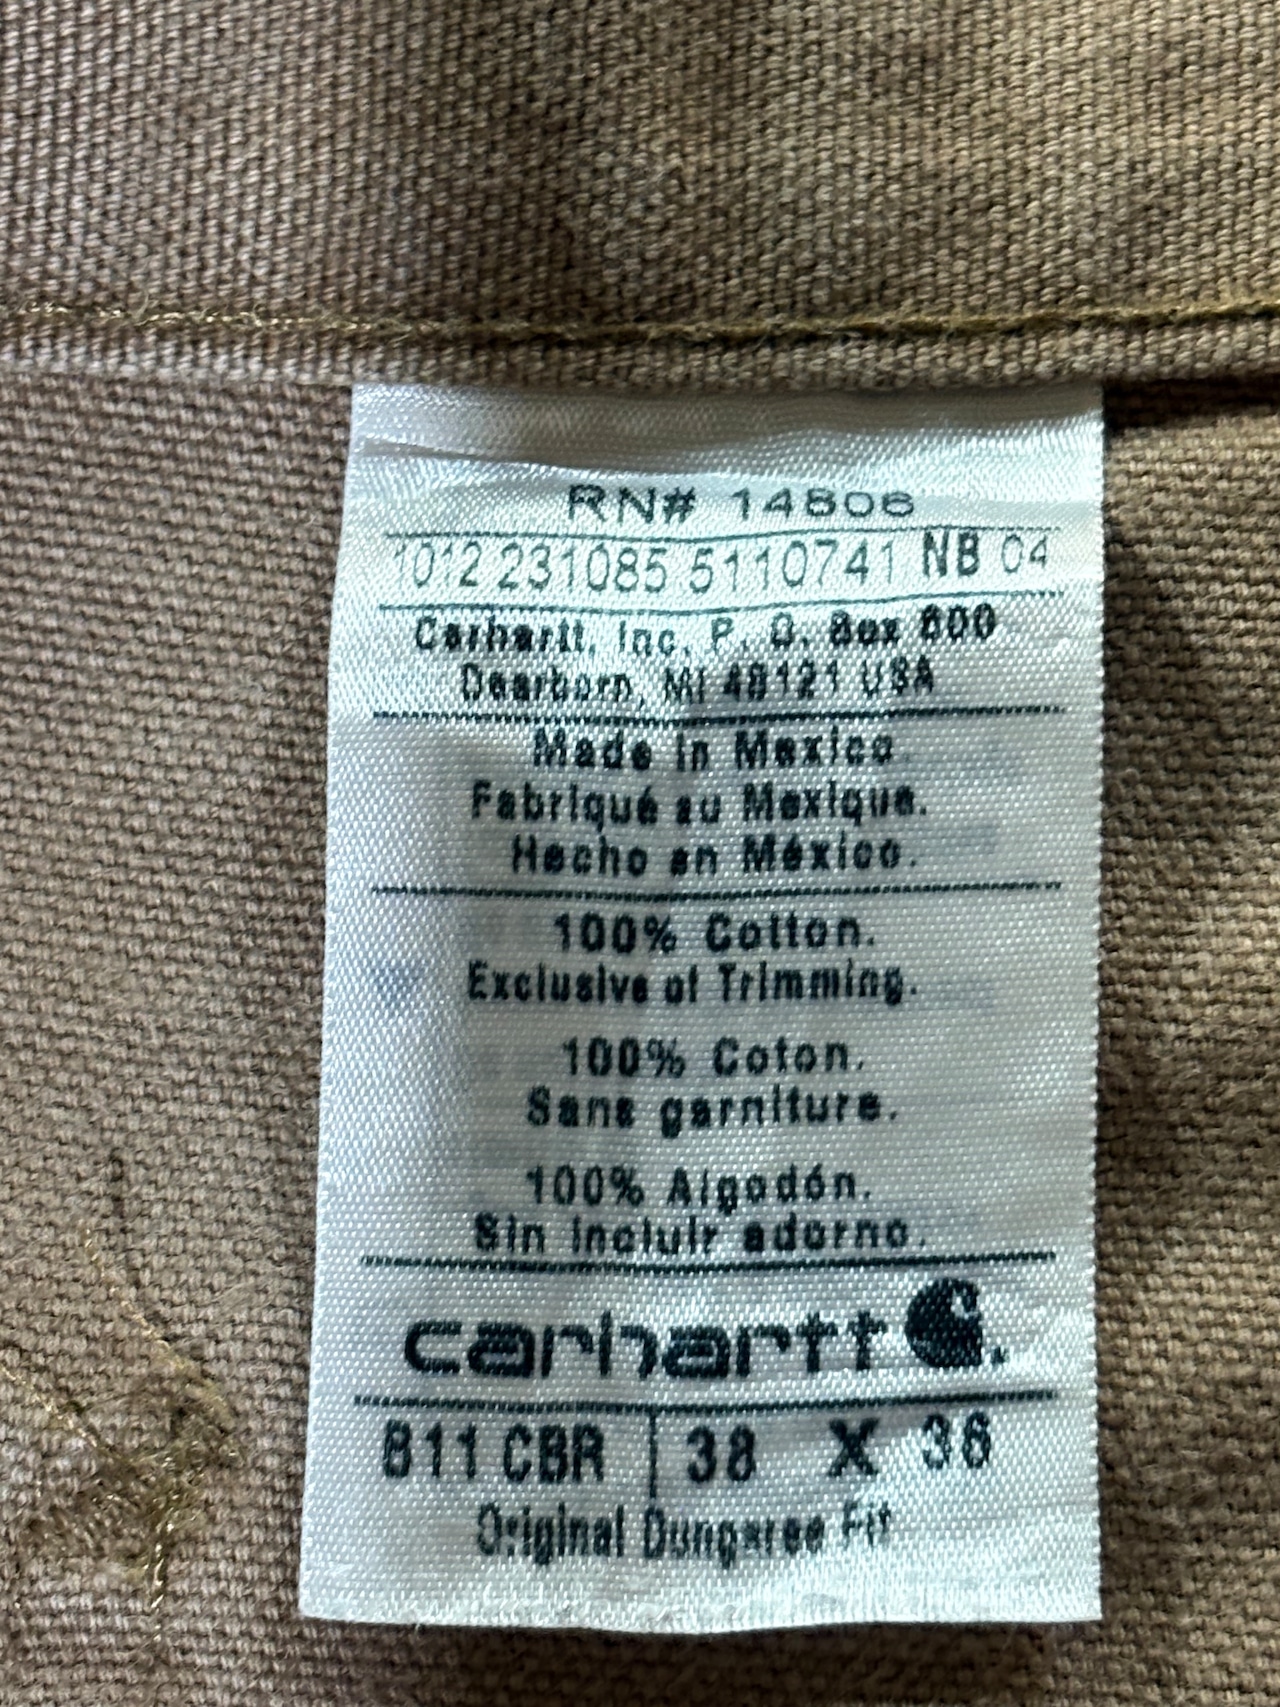 RN# 14806
1012 231085 5110741 NB 04
Carhartt, Inc. P. O. Box 600
Dearborn, MI 48121 USA
Made in Mexico.
Fabriqué au Mexique.
Hecho en México.
100% Cotton.
Exclusive of Trimming.
100% Coton.
Sans garniture.
100% Algodón.
Sin incluir adorno.
carhartt
B11 CBR | 38 X 36
Original Dungaree Fit